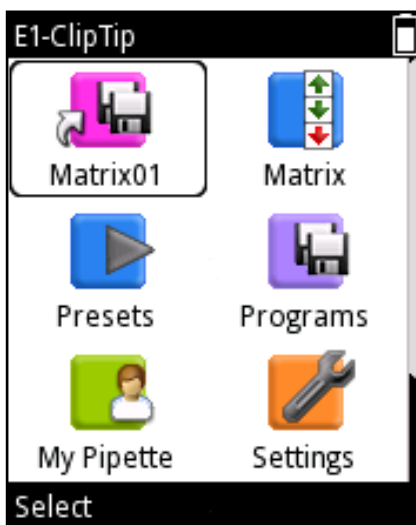 E1-ClipTip
Matrix01
Matrix
Presets
Programs
My Pipette
Settings
Select